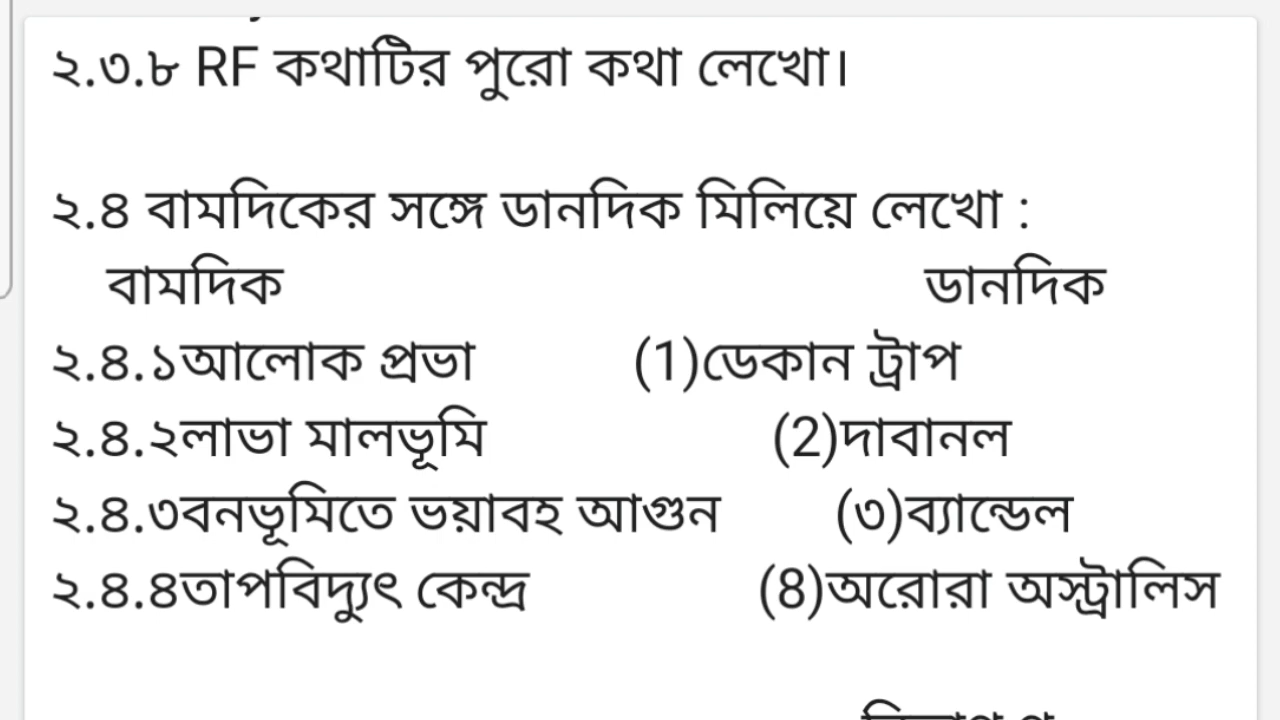 ২.৩.৮ RF কথাটির পুরো কথা লেখো।
২.৪ বামদিকের সঙ্গে ডানদিক মিলিয়ে লেখো :
বামদিক ডানদিক
২.৪.১আলোক প্রভা (1)ডেকান ট্রাপ
২.৪.২লাভা মালভূমি (2)দাবানল
২.৪.৩বনভূমিতে ভয়াবহ আগুন (৩)ব্যান্ডেল
২.৪.৪তাপবিদ্যুৎ কেন্দ্র (8)অরোরা অস্ট্রালিস